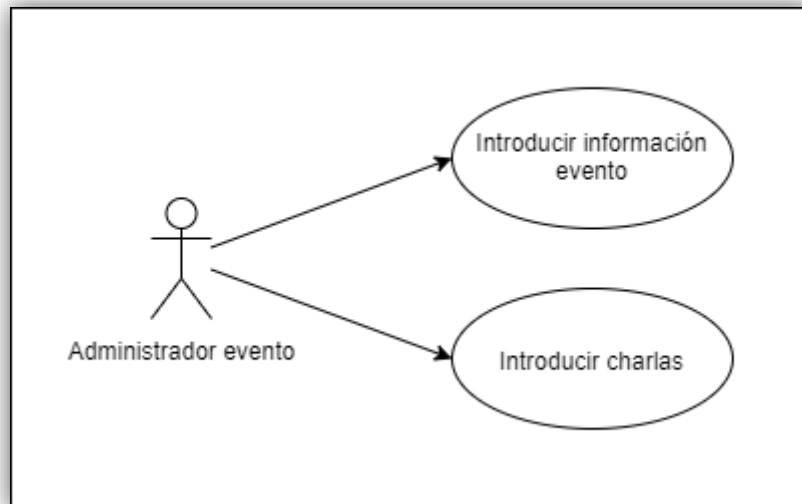 Introducir información
evento
Administrador evento
Introducir charlas